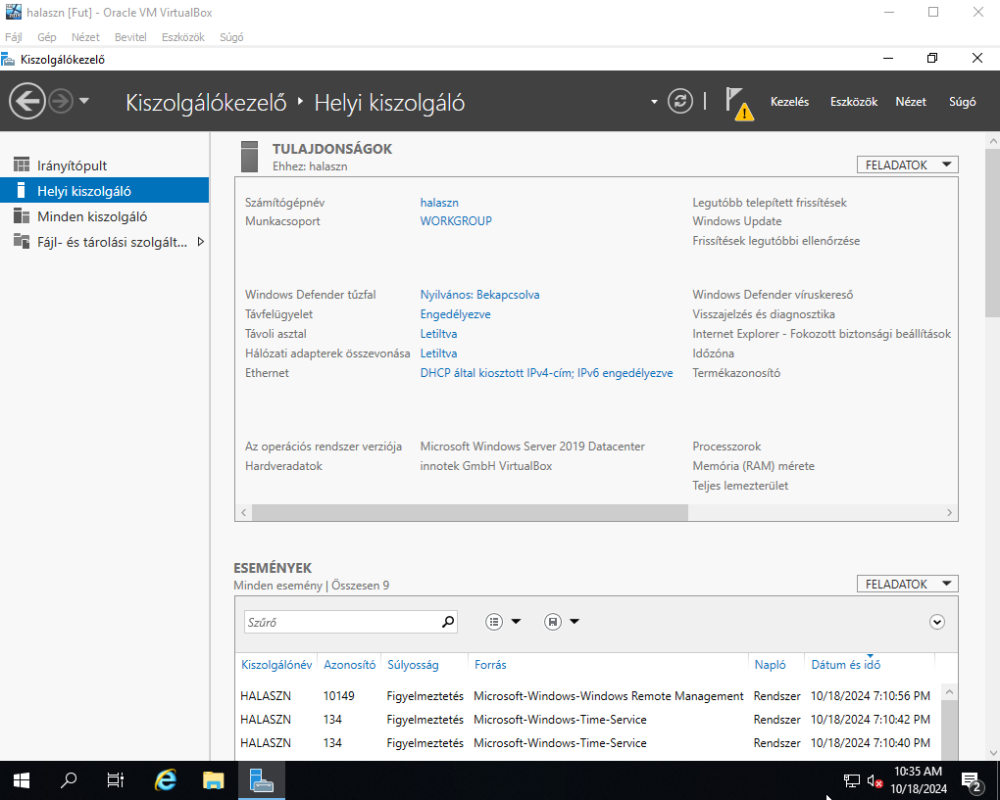 halaszn [Fut] - Oracle VM VirtualBox
Fájl Gép Nézet Bevitel Eszközök Súgó
Kiszolgálókezelő
Kiszolgálókezelő Helyi kiszolgáló
Kezelés Eszközök Nézet Súgó
Irányítópult
Helyi kiszolgáló
Minden kiszolgáló
Fájl- és tárolási szolgált...
TULAJDONSÁGOK
Ehhez: halaszn
FELADATOK
Számítógépnév halaszn Legutóbb telepített frissítések
Munkacsoport WORKGROUP Windows Update
Frissítések legutóbbi ellenőrzése
Windows Defender tűzfal Nyilvános: Bekapcsolva Windows Defender víruskereső
Távfelügyelet Engedélyezve Visszajelzés és diagnosztika
Távoli asztal Letiltva Internet Explorer - Fokozott biztonsági beállítások
Hálózati adapterek összevonása Letiltva Időzóna
Ethernet DHCP által kiosztott IPv4-cím; IPv6 engedélyezve Termékazonosító
Az operációs rendszer verziója Microsoft Windows Server 2019 Datacenter Processzorok
Hardveradatok innotek GmbH VirtualBox Memória (RAM) mérete
Teljes lemezterület
ESEMÉNYEK
Minden esemény | Összesen 9
FELADATOK
Szűrő
Kiszolgálónév Azonosító Súlyosság Forrás Napló Dátum és idő
HALASZN 10149 Figyelmeztetés Microsoft-Windows-Windows Remote Management Rendszer 10/18/2024 7:10:56 PM
HALASZN 134 Figyelmeztetés Microsoft-Windows-Time-Service Rendszer 10/18/2024 7:10:42 PM
HALASZN 134 Figyelmeztetés Microsoft-Windows-Time-Service Rendszer 10/18/2024 7:10:40 PM
10:35 AM
10/18/2024
2